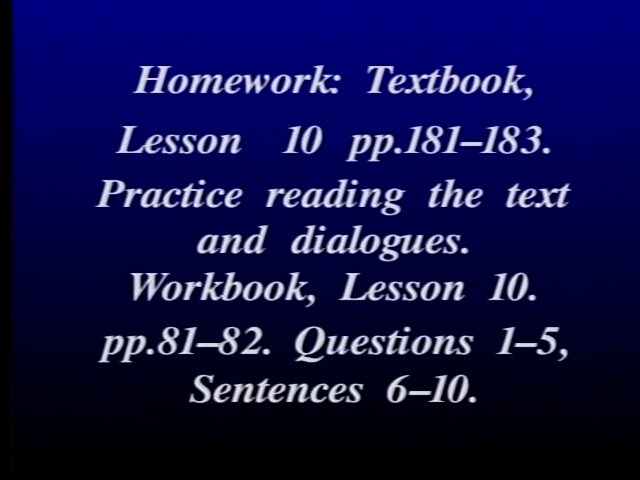 Homework: Textbook,
Lesson 10 pp.181–183.
Practice reading the text
and dialogues.
Workbook, Lesson 10.
pp.81–82. Questions 1–5,
Sentences 6–10.